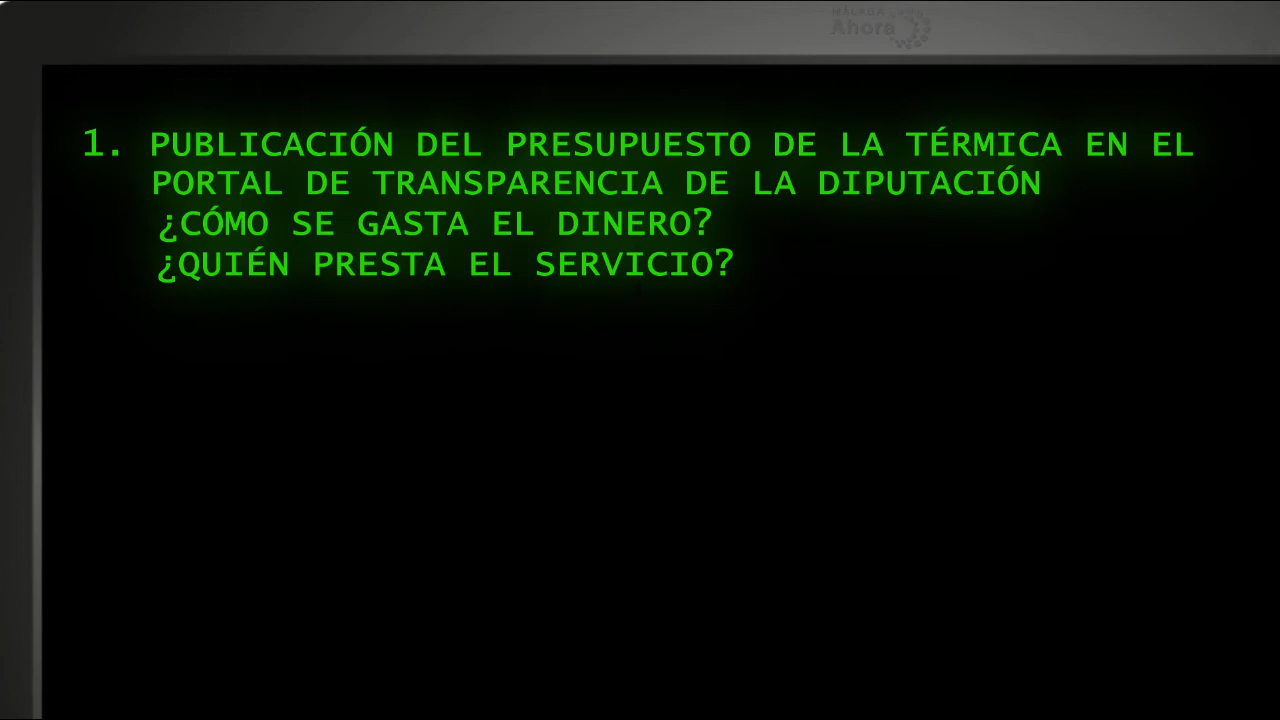 MÁLAGA
Ahora
1. PUBLICACIÓN DEL PRESUPUESTO DE LA TÉRMICA EN EL
PORTAL DE TRANSPARENCIA DE LA DIPUTACIÓN
¿CÓMO SE GASTA EL DINERO?
¿QUIÉN PRESTA EL SERVICIO?